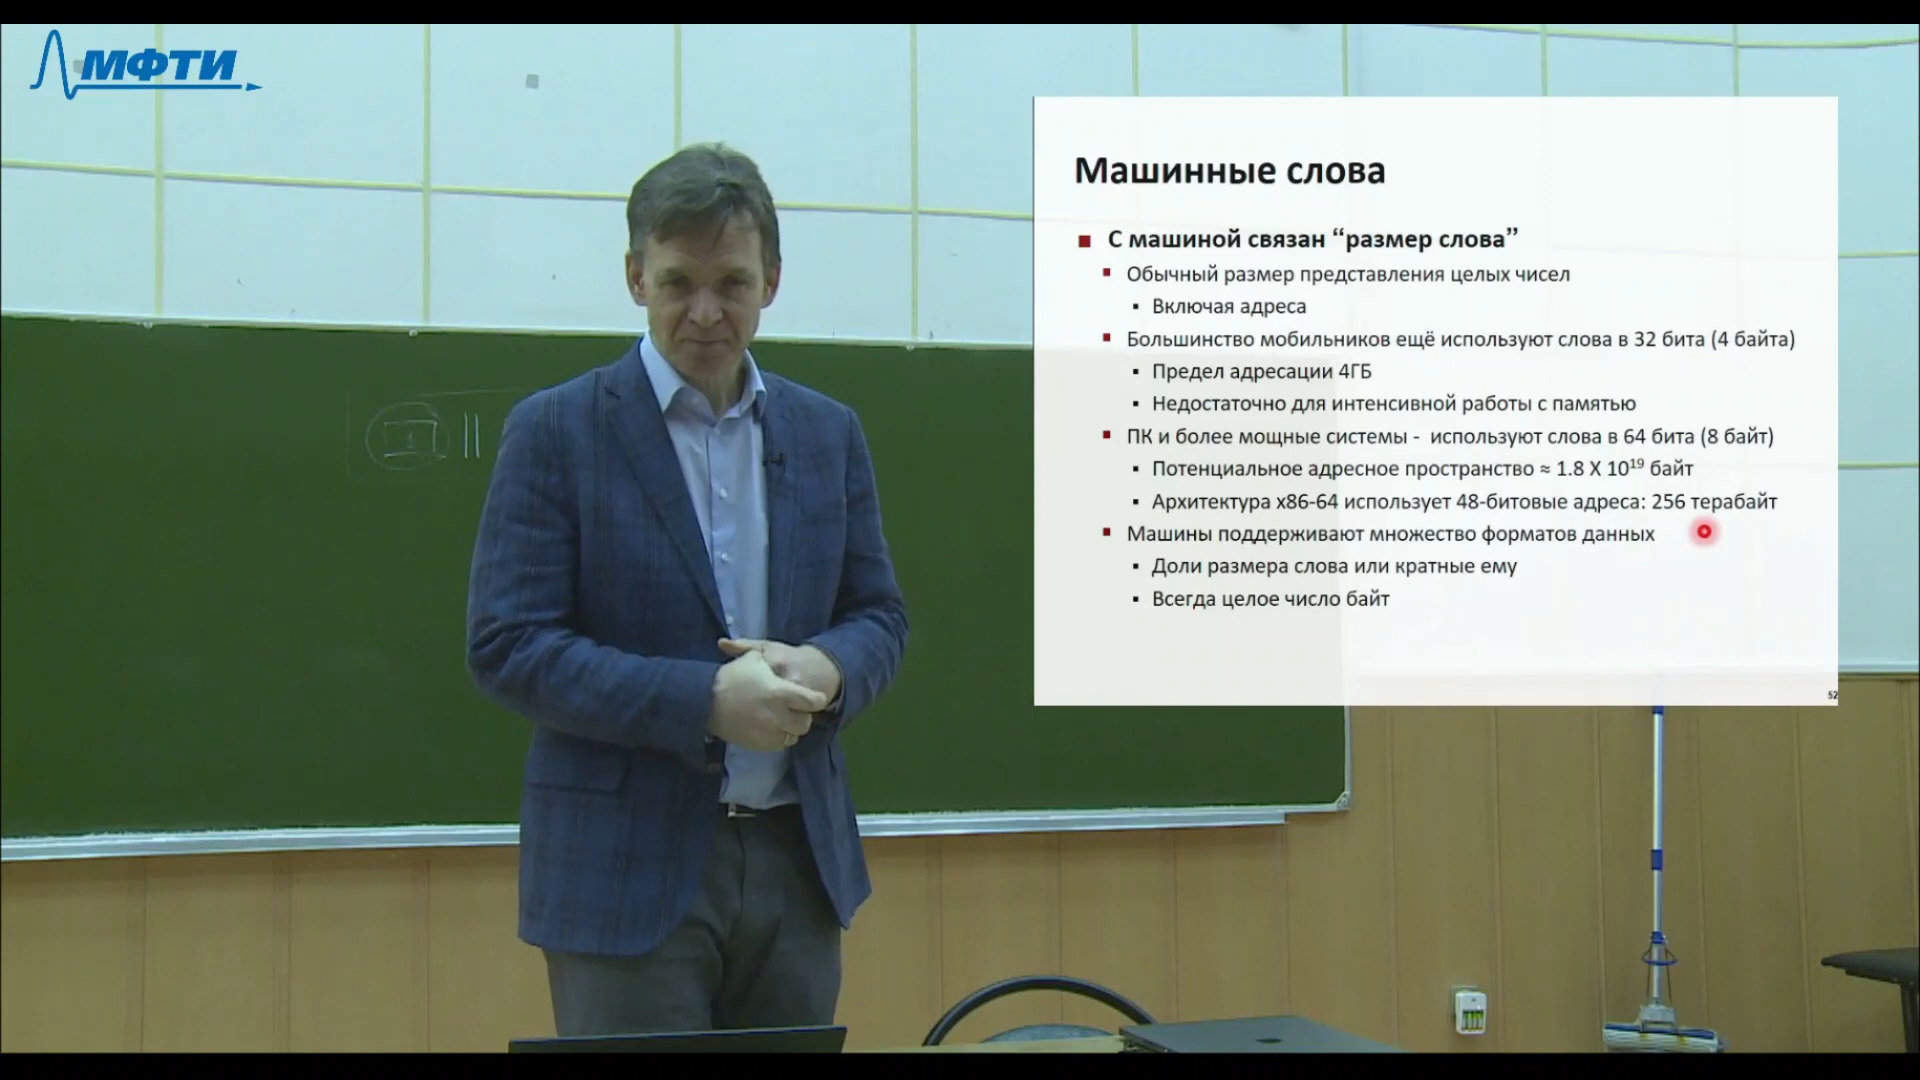 МФТИ
Машинные слова
С машиной связан “размер слова”
Обычный размер представления целых чисел
Включая адреса
Большинство мобильников ещё используют слова в 32 бита (4 байта)
Предел адресации 4ГБ
Недостаточно для интенсивной работы с памятью
ПК и более мощные системы - используют слова в 64 бита (8 байт)
Потенциальное адресное пространство ≈ 1.8 X 10¹⁹ байт
Архитектура x86-64 использует 48-битовые адреса: 256 терабайт
Машины поддерживают множество форматов данных
Доли размера слова или кратные ему
Всегда целое число байт
52